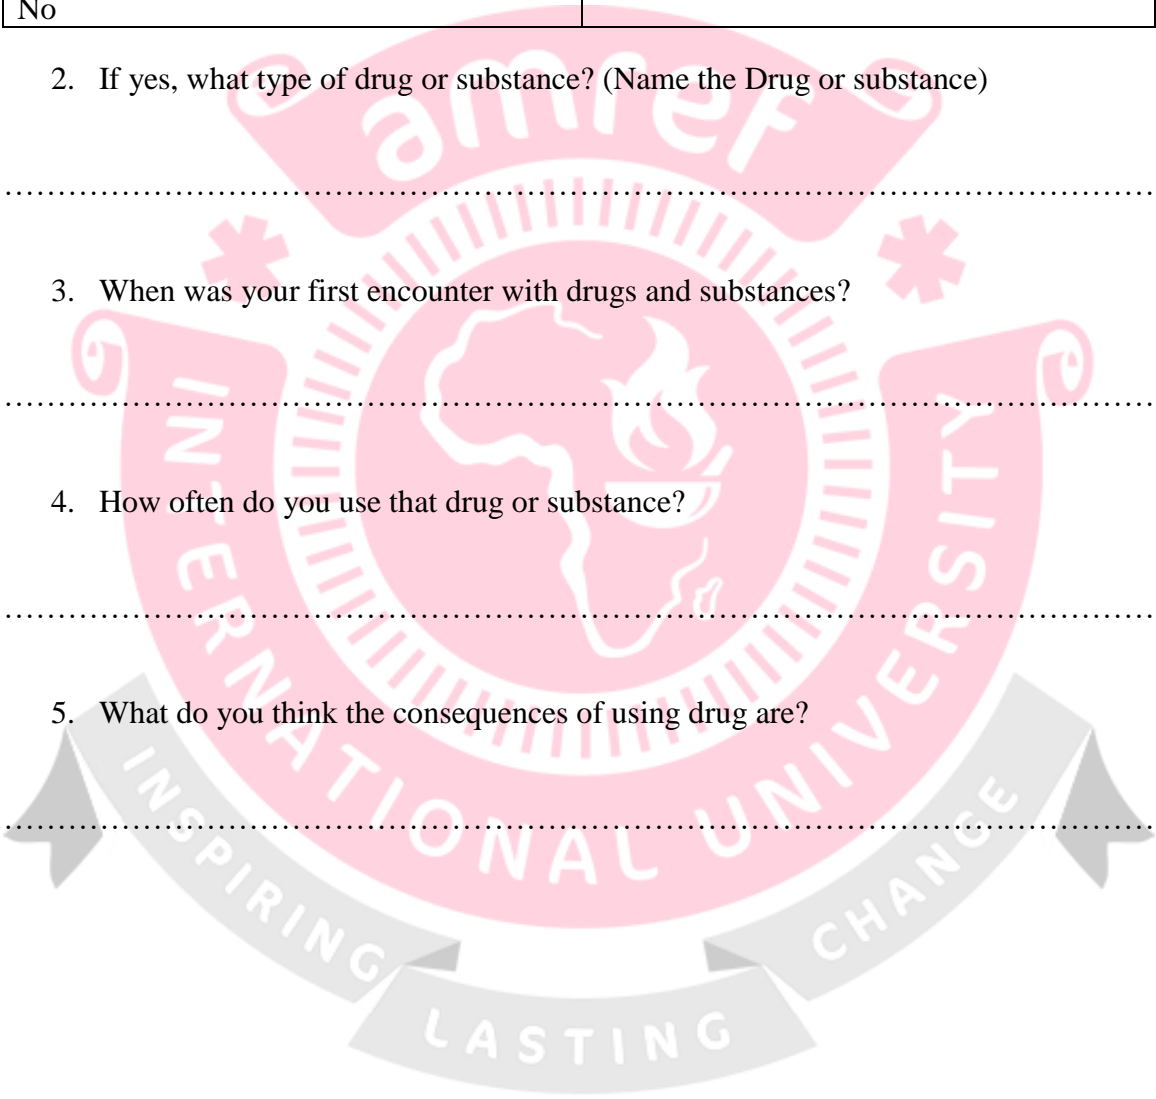 No
2. If yes, what type of drug or substance? (Name the Drug or substance)
……………………………………………………………………………………………
3. When was your first encounter with drugs and substances?
……………………………………………………………………………………………
4. How often do you use that drug or substance?
……………………………………………………………………………………………
5. What do you think the consequences of using drug are?
……………………………………………………………………………………………
amref
INTERNATIONAL UNIVERSITY
INSPIRING LASTING CHANGE